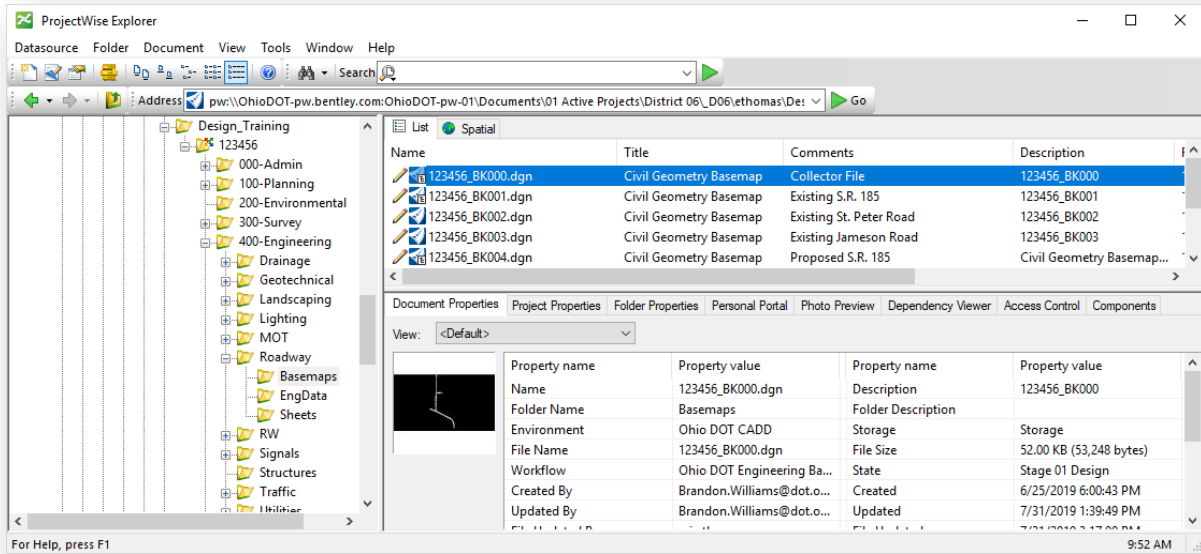 ProjectWise Explorer
Datasource Folder Document View Tools Window Help
Search
Address pw:\\OhioDOT-pw.bentley.com:OhioDOT-pw-01\Documents\01 Active Projects\District 06\_D06\ethomas\Des Go
Design_Training
123456
000-Admin
100-Planning
200-Environmental
300-Survey
400-Engineering
Drainage
Geotechnical
Landscaping
Lighting
MOT
Roadway
Basemaps
EngData
Sheets
RW
Signals
Structures
Traffic
Utilities
List Spatial
Name Title Comments Description
123456_BK000.dgn Civil Geometry Basemap Collector File 123456_BK000
123456_BK001.dgn Civil Geometry Basemap Existing S.R. 185 123456_BK001
123456_BK002.dgn Civil Geometry Basemap Existing St. Peter Road 123456_BK002
123456_BK003.dgn Civil Geometry Basemap Existing Jameson Road 123456_BK003
123456_BK004.dgn Civil Geometry Basemap Proposed S.R. 185 Civil Geometry Basemap...
Document Properties Project Properties Folder Properties Personal Portal Photo Preview Dependency Viewer Access Control Components
View: <Default>
Property name Property value Property name Property value
Name 123456_BK000.dgn Description 123456_BK000
Folder Name Basemaps Folder Description
Environment Ohio DOT CADD Storage Storage
File Name 123456_BK000.dgn File Size 52.00 KB (53,248 bytes)
Workflow Ohio DOT Engineering Ba... State Stage 01 Design
Created By Brandon.Williams@dot.o... Created 6/25/2019 6:00:43 PM
Updated By Brandon.Williams@dot.o... Updated 7/31/2019 1:39:49 PM
For Help, press F1 9:52 AM